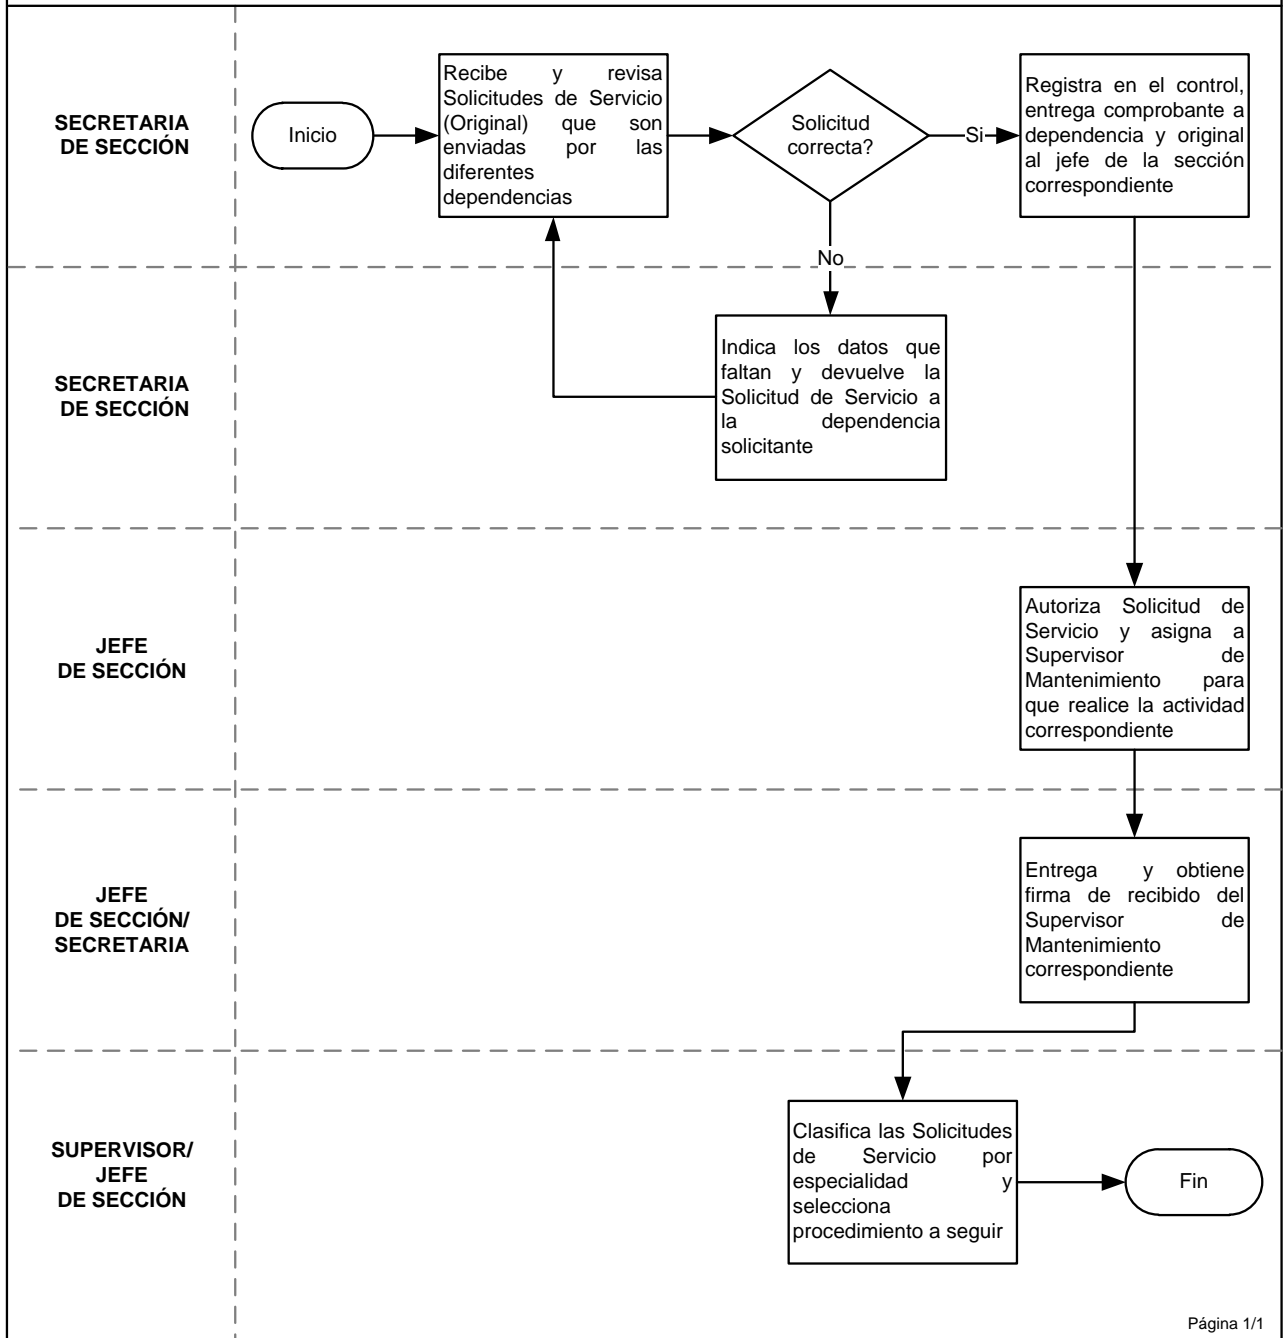 SECRETARIA
DE SECCIÓN
Inicio
Recibe y revisa
Solicitudes de Servicio
(Original) que son
enviadas por las
diferentes
dependencias
Solicitud
correcta?
Si
Registra en el control,
entrega comprobante a
dependencia y original
al jefe de la sección
correspondiente
No
SECRETARIA
DE SECCIÓN
Indica los datos que
faltan y devuelve la
Solicitud de Servicio a
la dependencia
solicitante
JEFE
DE SECCIÓN
Autoriza Solicitud de
Servicio y asigna a
Supervisor de
Mantenimiento para
que realice la actividad
correspondiente
JEFE
DE SECCIÓN/
SECRETARIA
Entrega y obtiene
firma de recibido del
Supervisor de
Mantenimiento
correspondiente
SUPERVISOR/
JEFE
DE SECCIÓN
Clasifica las Solicitudes
de Servicio por
especialidad y
selecciona
procedimiento a seguir
Fin
Página 1/1